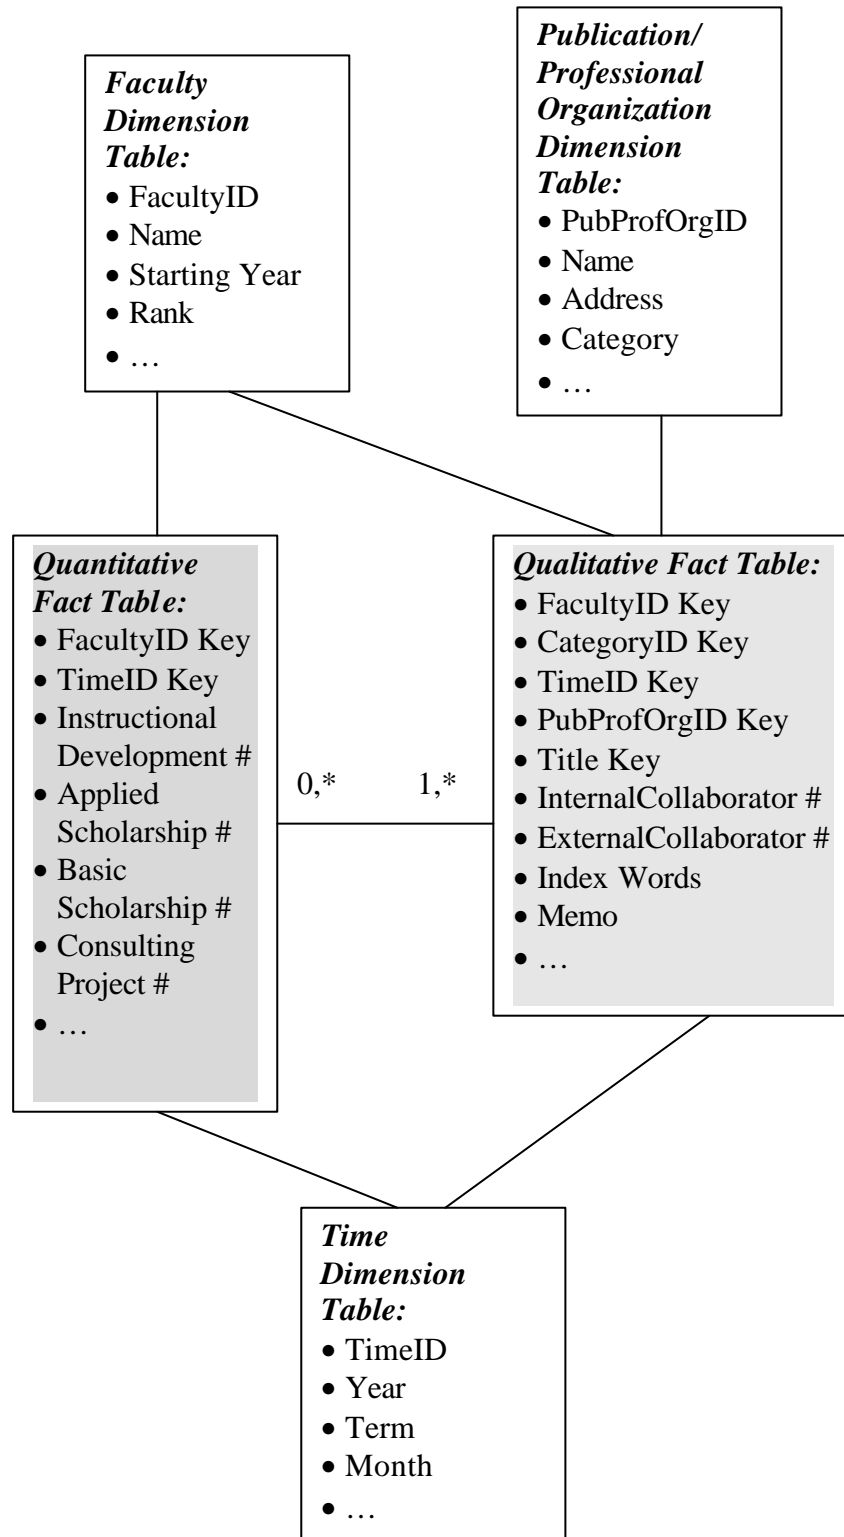 Faculty
Dimension
Table:
• FacultyID
• Name
• Starting Year
• Rank
• …
Publication/
Professional
Organization
Dimension
Table:
• PubProfOrgID
• Name
• Address
• Category
• …
Quantitative
Fact Table:
• FacultyID Key
• TimeID Key
• Instructional
Development #
• Applied
Scholarship #
• Basic
Scholarship #
• Consulting
Project #
• …
0,*
1,*
Qualitative Fact Table:
• FacultyID Key
• CategoryID Key
• TimeID Key
• PubProfOrgID Key
• Title Key
• InternalCollaborator #
• ExternalCollaborator #
• Index Words
• Memo
• …
Time
Dimension
Table:
• TimeID
• Year
• Term
• Month
• …